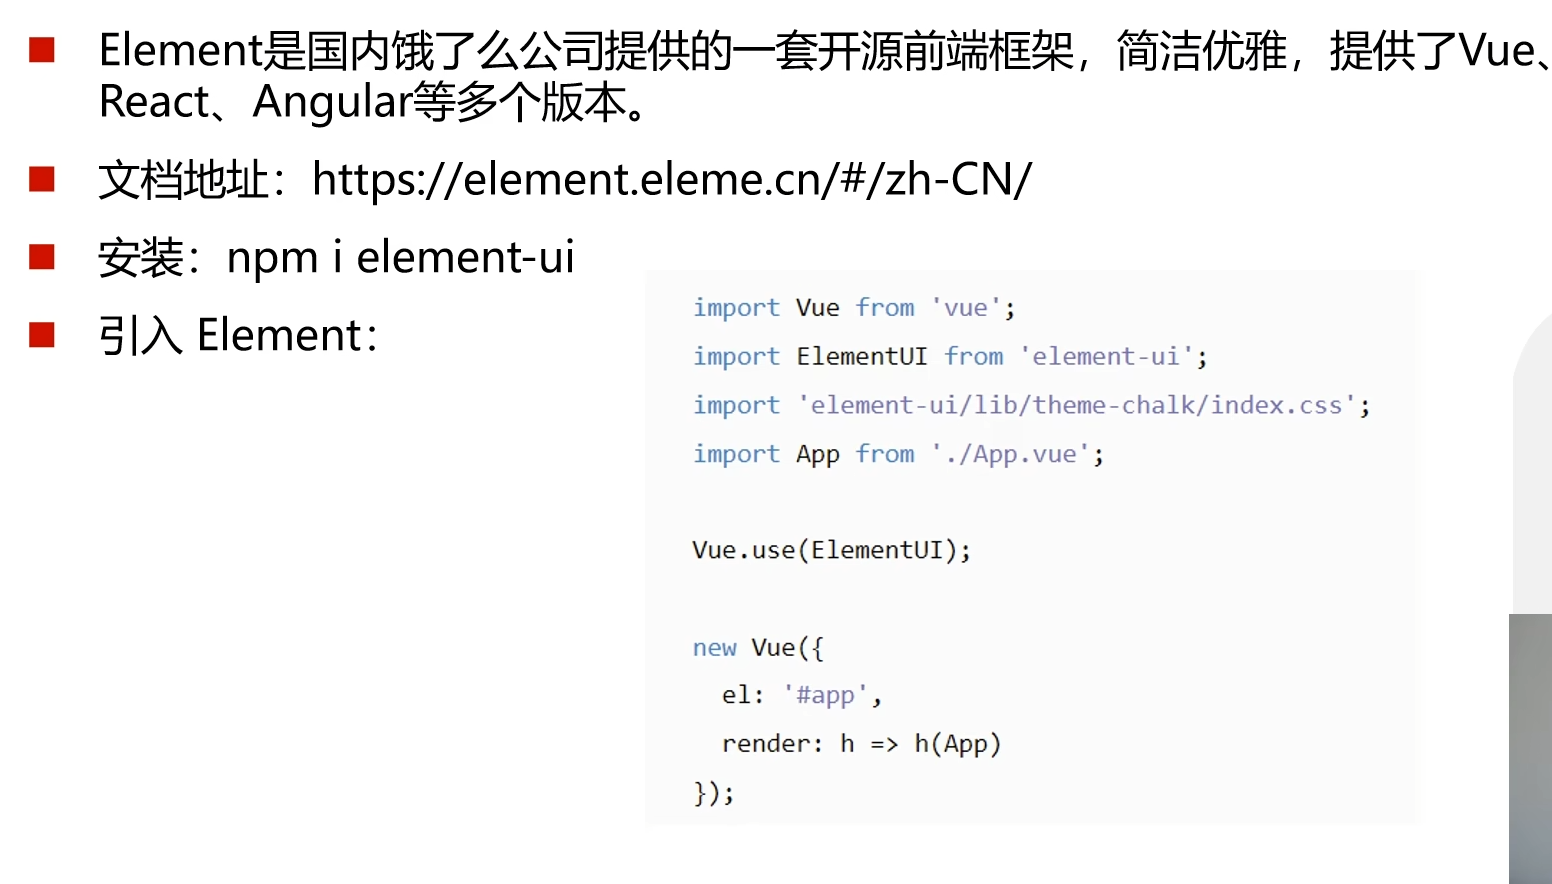 Element是国内饿了么公司提供的一套开源前端框架，简洁优雅，提供了Vue、
React、Angular等多个版本。
文档地址：https://element.eleme.cn/#/zh-CN/
安装：npm i element-ui
引入 Element：
import Vue from 'vue';
import ElementUI from 'element-ui';
import 'element-ui/lib/theme-chalk/index.css';
import App from './App.vue';
Vue.use(ElementUI);
new Vue({
  el: '#app',
  render: h => h(App)
});